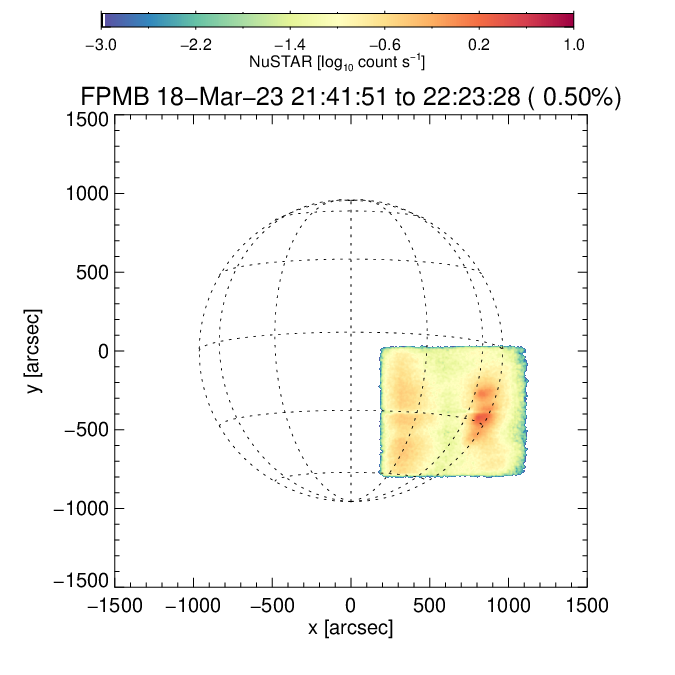 −3.0 −2.2 −1.4 −0.6 0.2 1.0
NuSTAR [log₁₀ count s⁻¹]
FPMB 18−Mar−23 21:41:51 to 22:23:28 ( 0.50%)
1500
1000
500
0
−500
−1000
−1500
y [arcsec]
−1500 −1000 −500 0 500 1000 1500
x [arcsec]